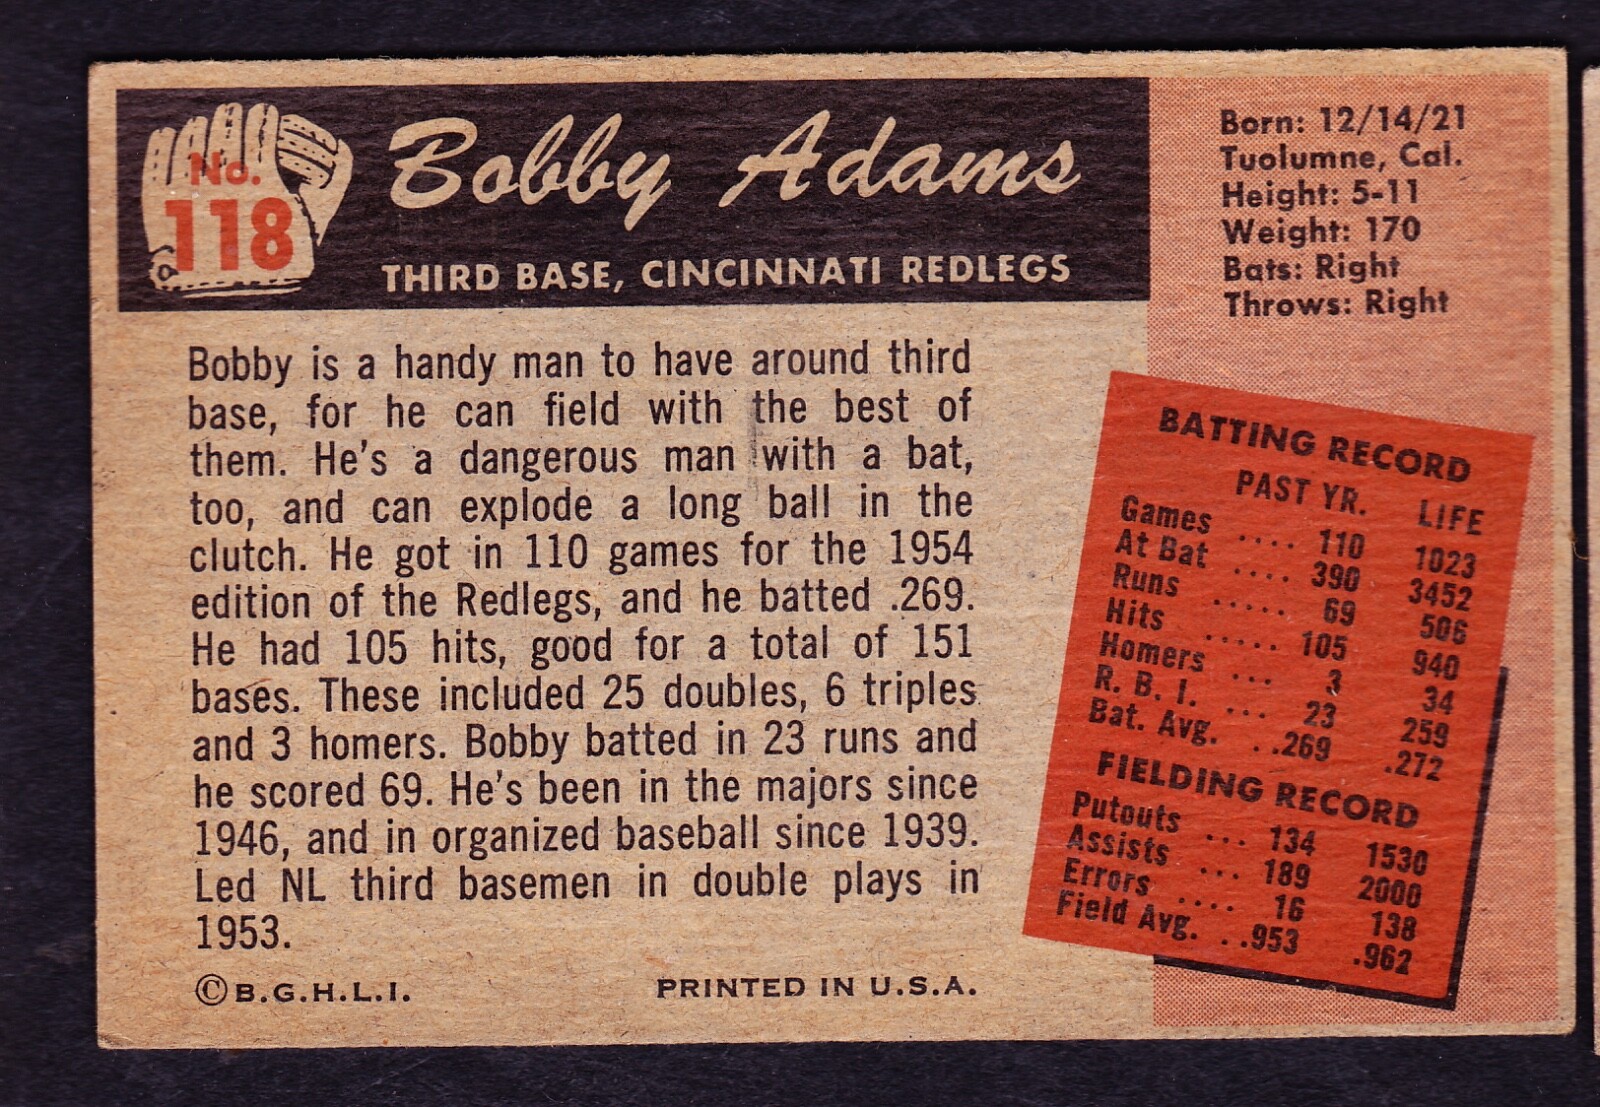 No.
118
Bobby Adams
THIRD BASE, CINCINNATI REDLEGS
Born: 12/14/21
Tuolumne, Cal.
Height: 5-11
Weight: 170
Bats: Right
Throws: Right
Bobby is a handy man to have around third
base, for he can field with the best of
them. He's a dangerous man with a bat,
too, and can explode a long ball in the
clutch. He got in 110 games for the 1954
edition of the Redlegs, and he batted .269.
He had 105 hits, good for a total of 151
bases. These included 25 doubles, 6 triples
and 3 homers. Bobby batted in 23 runs and
he scored 69. He's been in the majors since
1946, and in organized baseball since 1939.
Led NL third basemen in double plays in
1953.
BATTING RECORD
PAST YR. LIFE
Games .... 110 1023
At Bat .... 390 3452
Runs ..... 69 506
Hits ..... 105 940
Homers ... 3 34
R. B. I. ... 23 259
Bat. Avg. . .269 .272
FIELDING RECORD
Putouts ... 134 1530
Assists ... 189 2000
Errors .... 16 138
Field Avg. . .953 .962
© B.G.H.L.I.
PRINTED IN U.S.A.